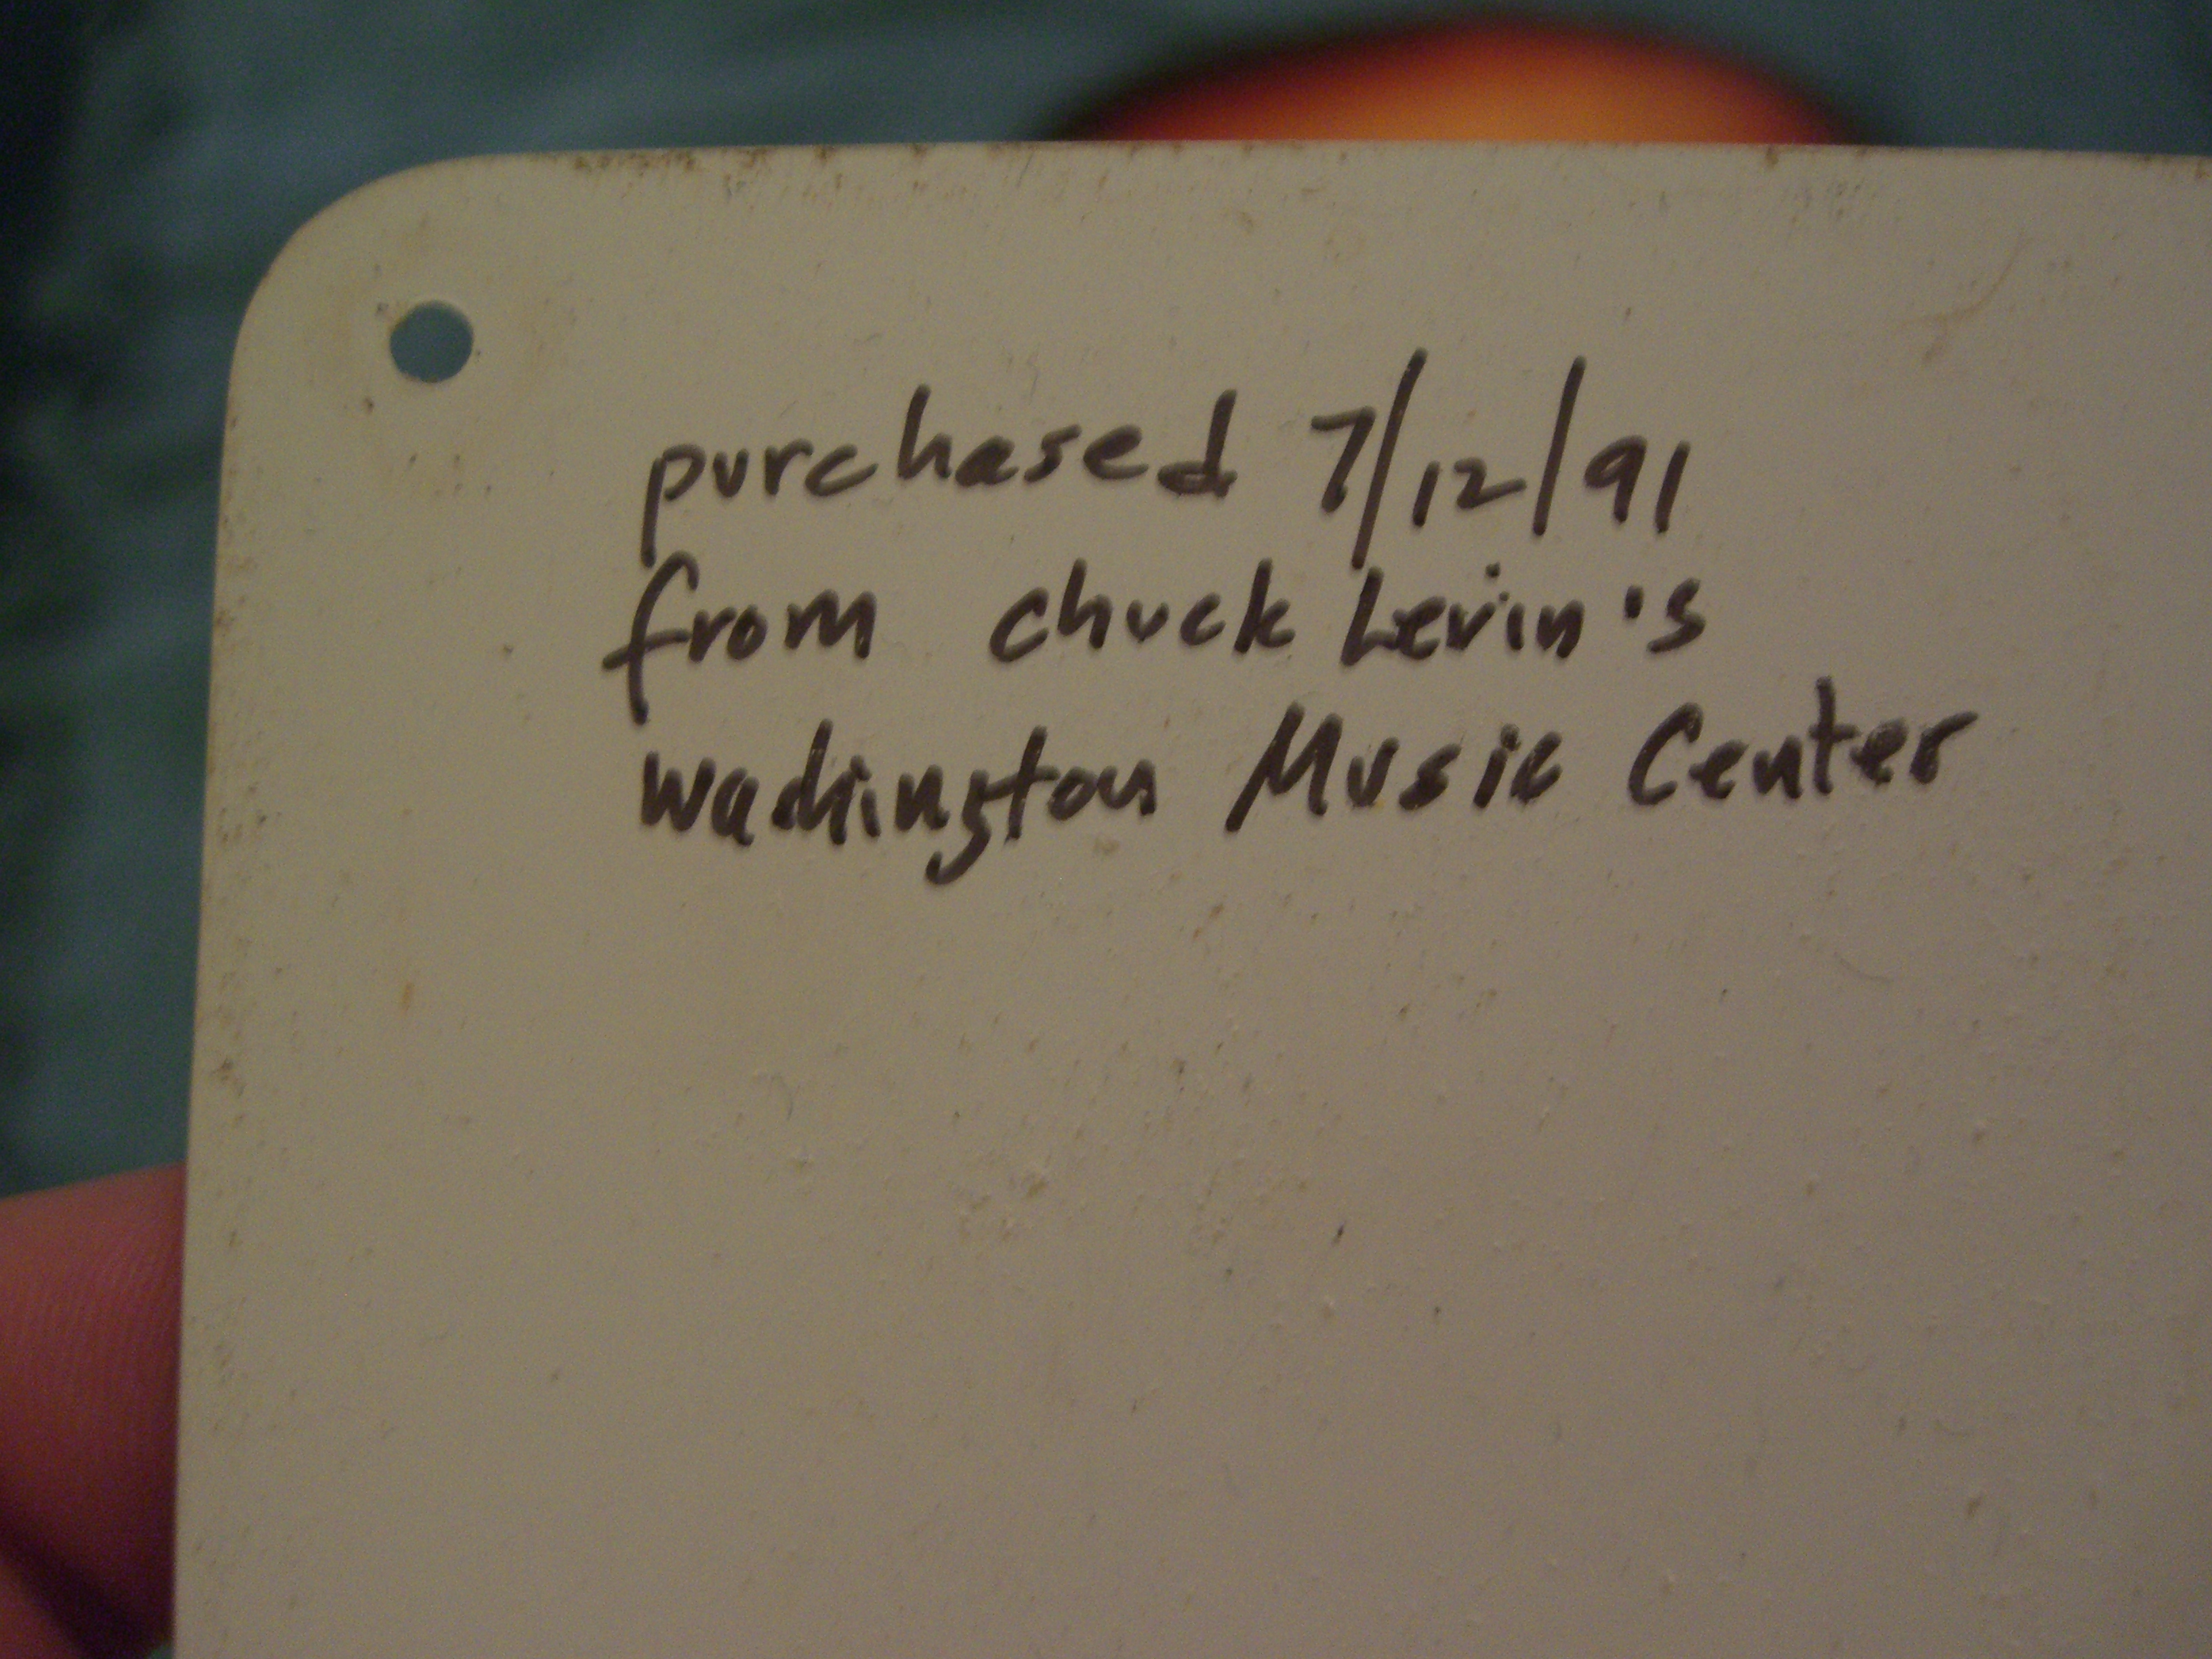 purchased 7/12/91
from chuck Levin's
Washington Music Center